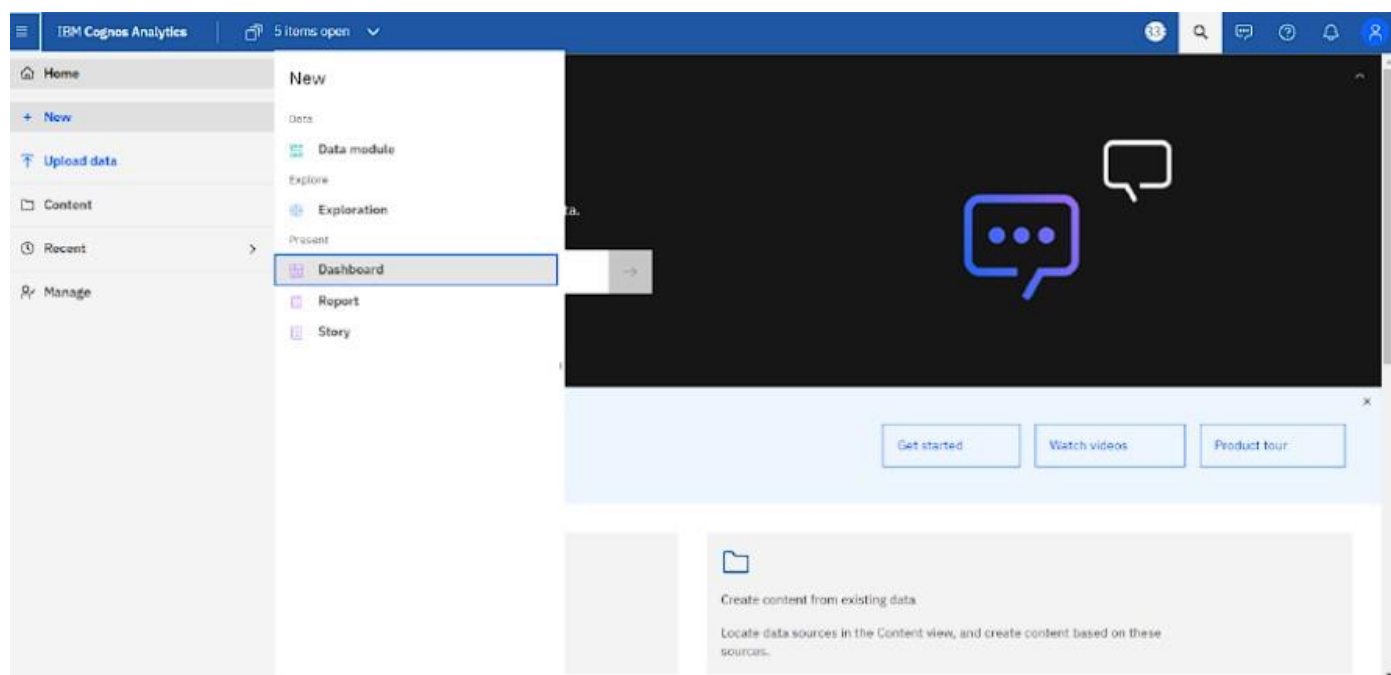 IBM Cognos Analytics
5 items open
33
Home
New
Upload data
Content
Recent
Manage
New
Data
Data module
Explore
Exploration
Present
Dashboard
Report
Story
ta.
Get started
Watch videos
Product tour
Create content from existing data
Locate data sources in the Content view, and create content based on these
sources.